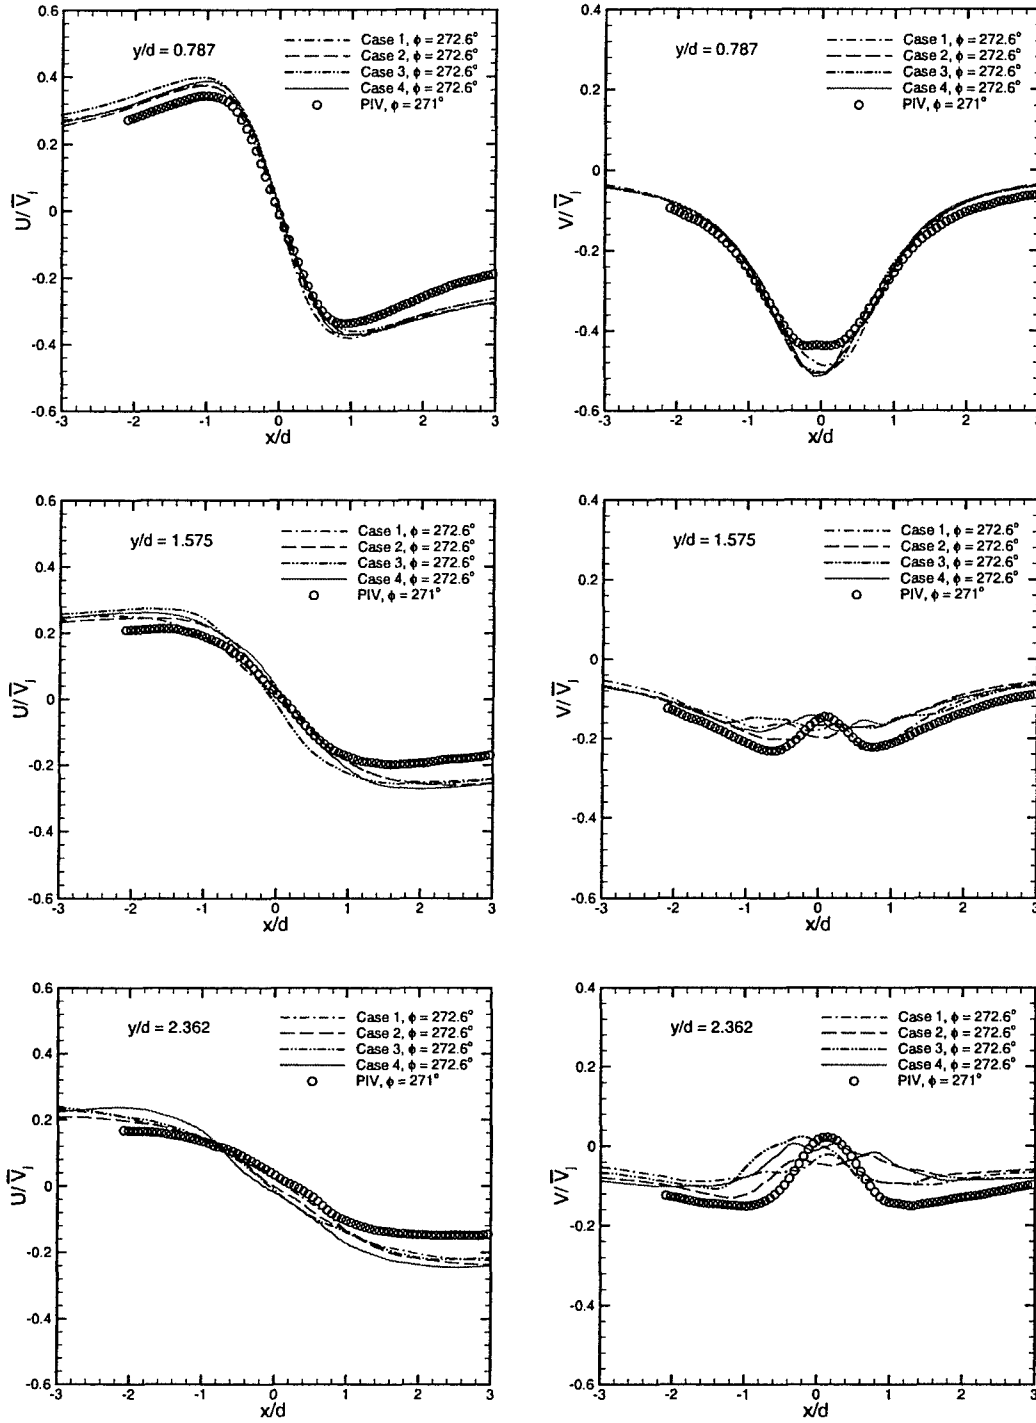 y/d = 0.787
Case 1, ϕ = 272.6°
Case 2, ϕ = 272.6°
Case 3, ϕ = 272.6°
Case 4, ϕ = 272.6°
PIV, ϕ = 271°
0.6
0.4
0.2
0
-0.2
-0.4
-0.6
U/V̅j
-3 -2 -1 0 1 2 3
x/d
y/d = 0.787
Case 1, ϕ = 272.6°
Case 2, ϕ = 272.6°
Case 3, ϕ = 272.6°
Case 4, ϕ = 272.6°
PIV, ϕ = 271°
0.4
0.2
0
-0.2
-0.4
-0.6
V/V̅j
-3 -2 -1 0 1 2 3
x/d
y/d = 1.575
Case 1, ϕ = 272.6°
Case 2, ϕ = 272.6°
Case 3, ϕ = 272.6°
Case 4, ϕ = 272.6°
PIV, ϕ = 271°
0.6
0.4
0.2
0
-0.2
-0.4
-0.6
U/V̅j
-3 -2 -1 0 1 2 3
x/d
y/d = 1.575
Case 1, ϕ = 272.6°
Case 2, ϕ = 272.6°
Case 3, ϕ = 272.6°
Case 4, ϕ = 272.6°
PIV, ϕ = 271°
0.4
0.2
0
-0.2
-0.4
-0.6
V/V̅j
-3 -2 -1 0 1 2 3
x/d
y/d = 2.362
Case 1, ϕ = 272.6°
Case 2, ϕ = 272.6°
Case 3, ϕ = 272.6°
Case 4, ϕ = 272.6°
PIV, ϕ = 271°
0.6
0.4
0.2
0
-0.2
-0.4
-0.6
U/V̅j
-3 -2 -1 0 1 2 3
x/d
y/d = 2.362
Case 1, ϕ = 272.6°
Case 2, ϕ = 272.6°
Case 3, ϕ = 272.6°
Case 4, ϕ = 272.6°
PIV, ϕ = 271°
0.4
0.2
0
-0.2
-0.4
-0.6
V/V̅j
-3 -2 -1 0 1 2 3
x/d